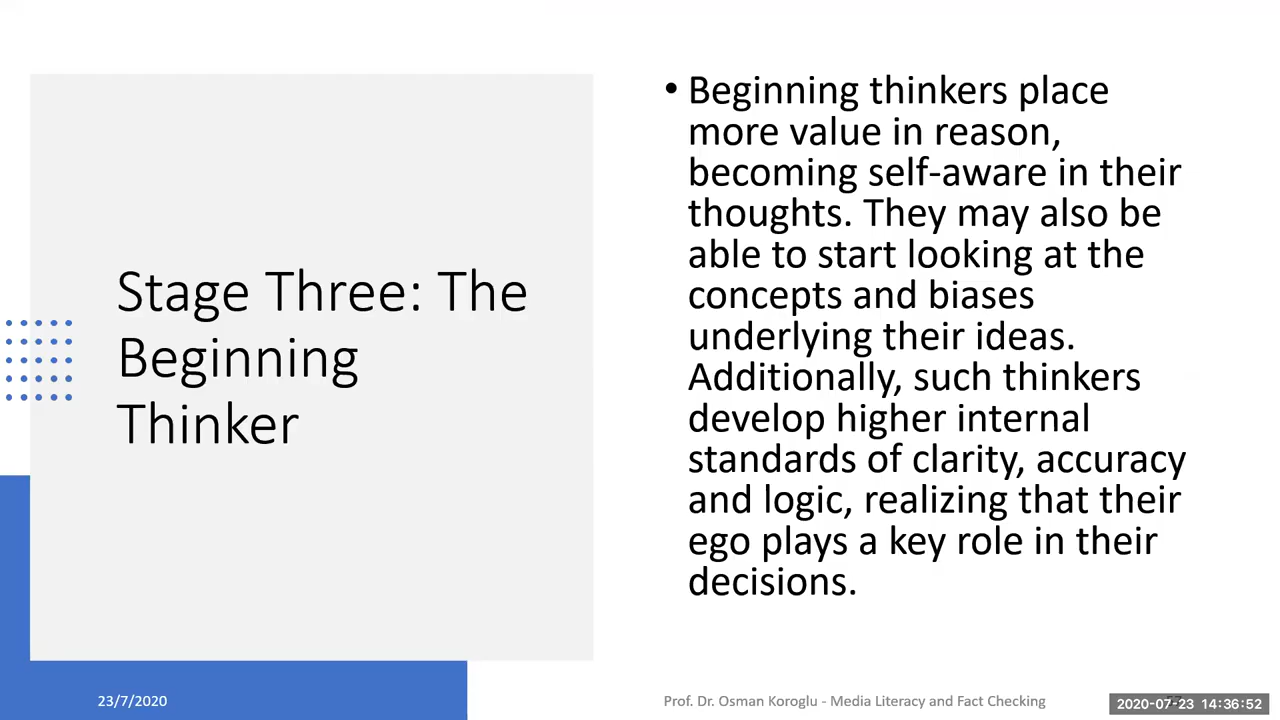 Stage Three: The
Beginning
Thinker
• Beginning thinkers place
more value in reason,
becoming self-aware in their
thoughts. They may also be
able to start looking at the
concepts and biases
underlying their ideas.
Additionally, such thinkers
develop higher internal
standards of clarity, accuracy
and logic, realizing that their
ego plays a key role in their
decisions.
23/7/2020
Prof. Dr. Osman Koroglu - Media Literacy and Fact Checking
2020-07-23 14:36:52